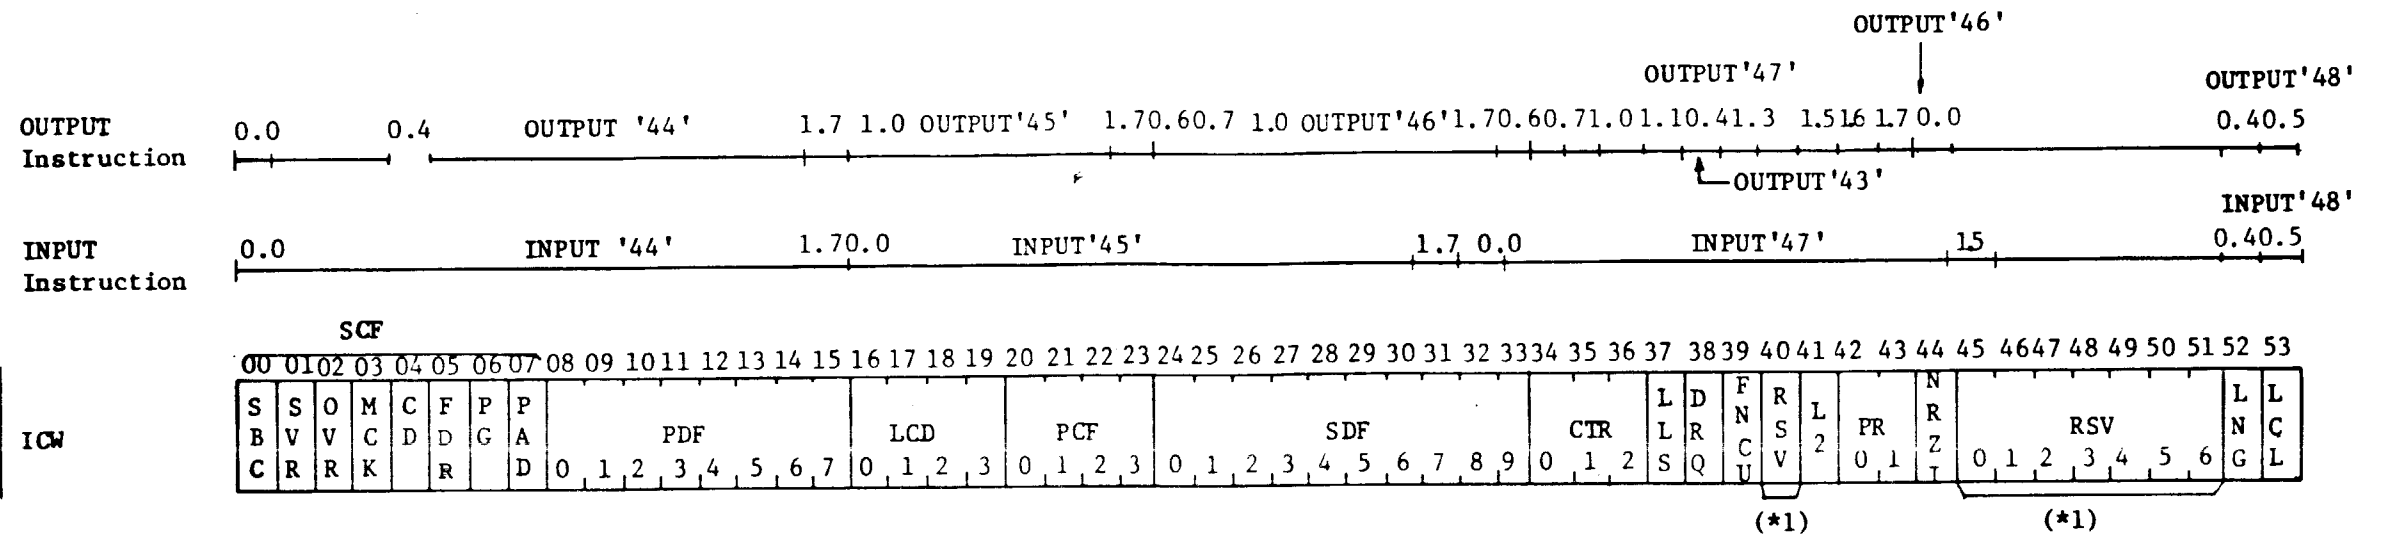 OUTPUT'46'
OUTPUT'47' OUTPUT'48'
OUTPUT 0.0 0.4 OUTPUT '44' 1.7 1.0 OUTPUT'45' 1.70.60.7 1.0 OUTPUT'46'1.70.60.71.01.10.41.3 1.51.6 1.7 0.0 0.40.5
Instruction
OUTPUT'43'
INPUT'48'
INPUT 0.0 INPUT '44' 1.70.0 INPUT'45' 1.7 0.0 INPUT'47' 1.5 0.40.5
Instruction
SCF
00 01 02 03 04 05 06 07 08 09 10 11 12 13 14 15 16 17 18 19 20 21 22 23 24 25 26 27 28 29 30 31 32 33 34 35 36 37 38 39 40 41 42 43 44 45 46 47 48 49 50 51 52 53
ICW SBC SVR OVR MCK CD FDR PG PAD PDF LCD PCF SDF CTR LLS DRQ FNCU RSV L2 PR NRZI RSV LNG LCL
0 1 2 3 4 5 6 7 0 1 2 3 0 1 2 3 0 1 2 3 4 5 6 7 8 9 0 1 2 0 1 0 1 2 3 4 5 6
(*1) (*1)